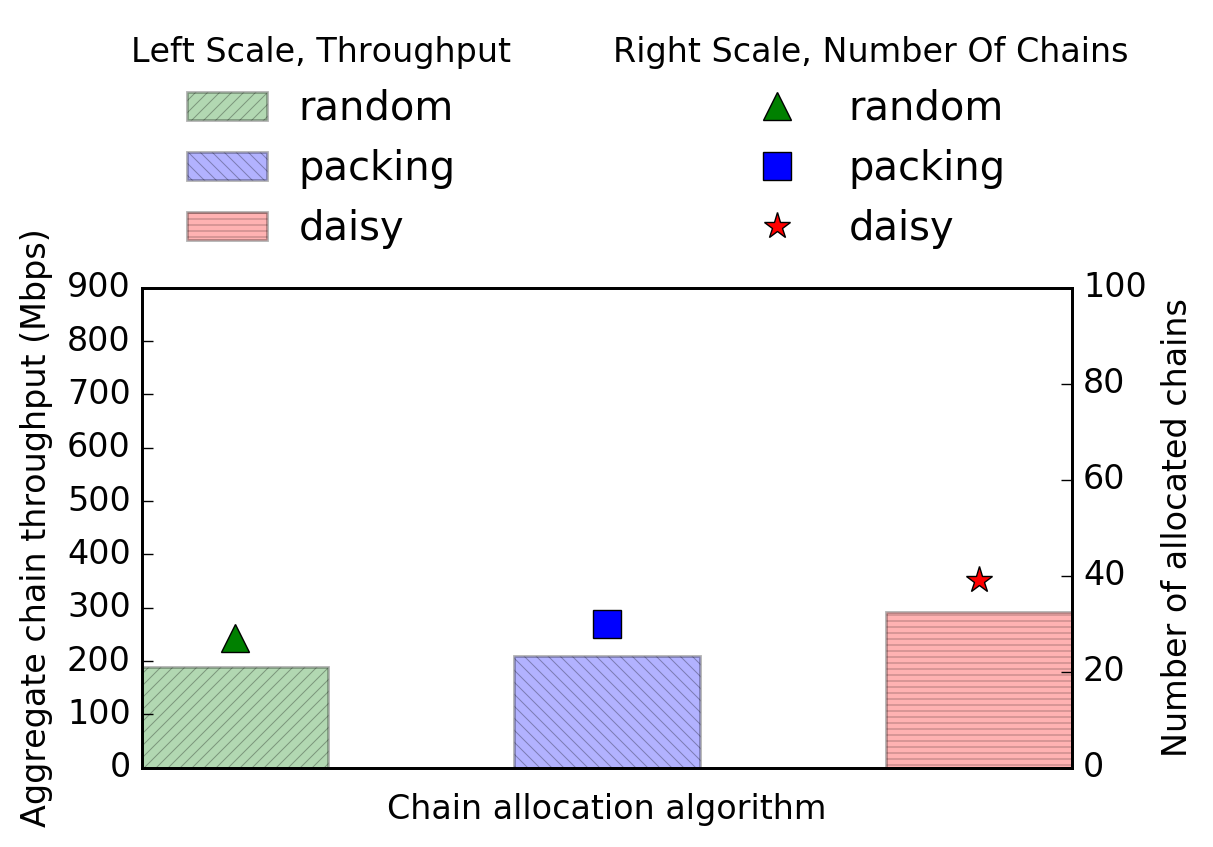 Left Scale, Throughput
random
packing
daisy
Right Scale, Number Of Chains
random
packing
daisy
Aggregate chain throughput (Mbps)
900
800
700
600
500
400
300
200
100
0
100
80
60
40
20
0
Number of allocated chains
Chain allocation algorithm